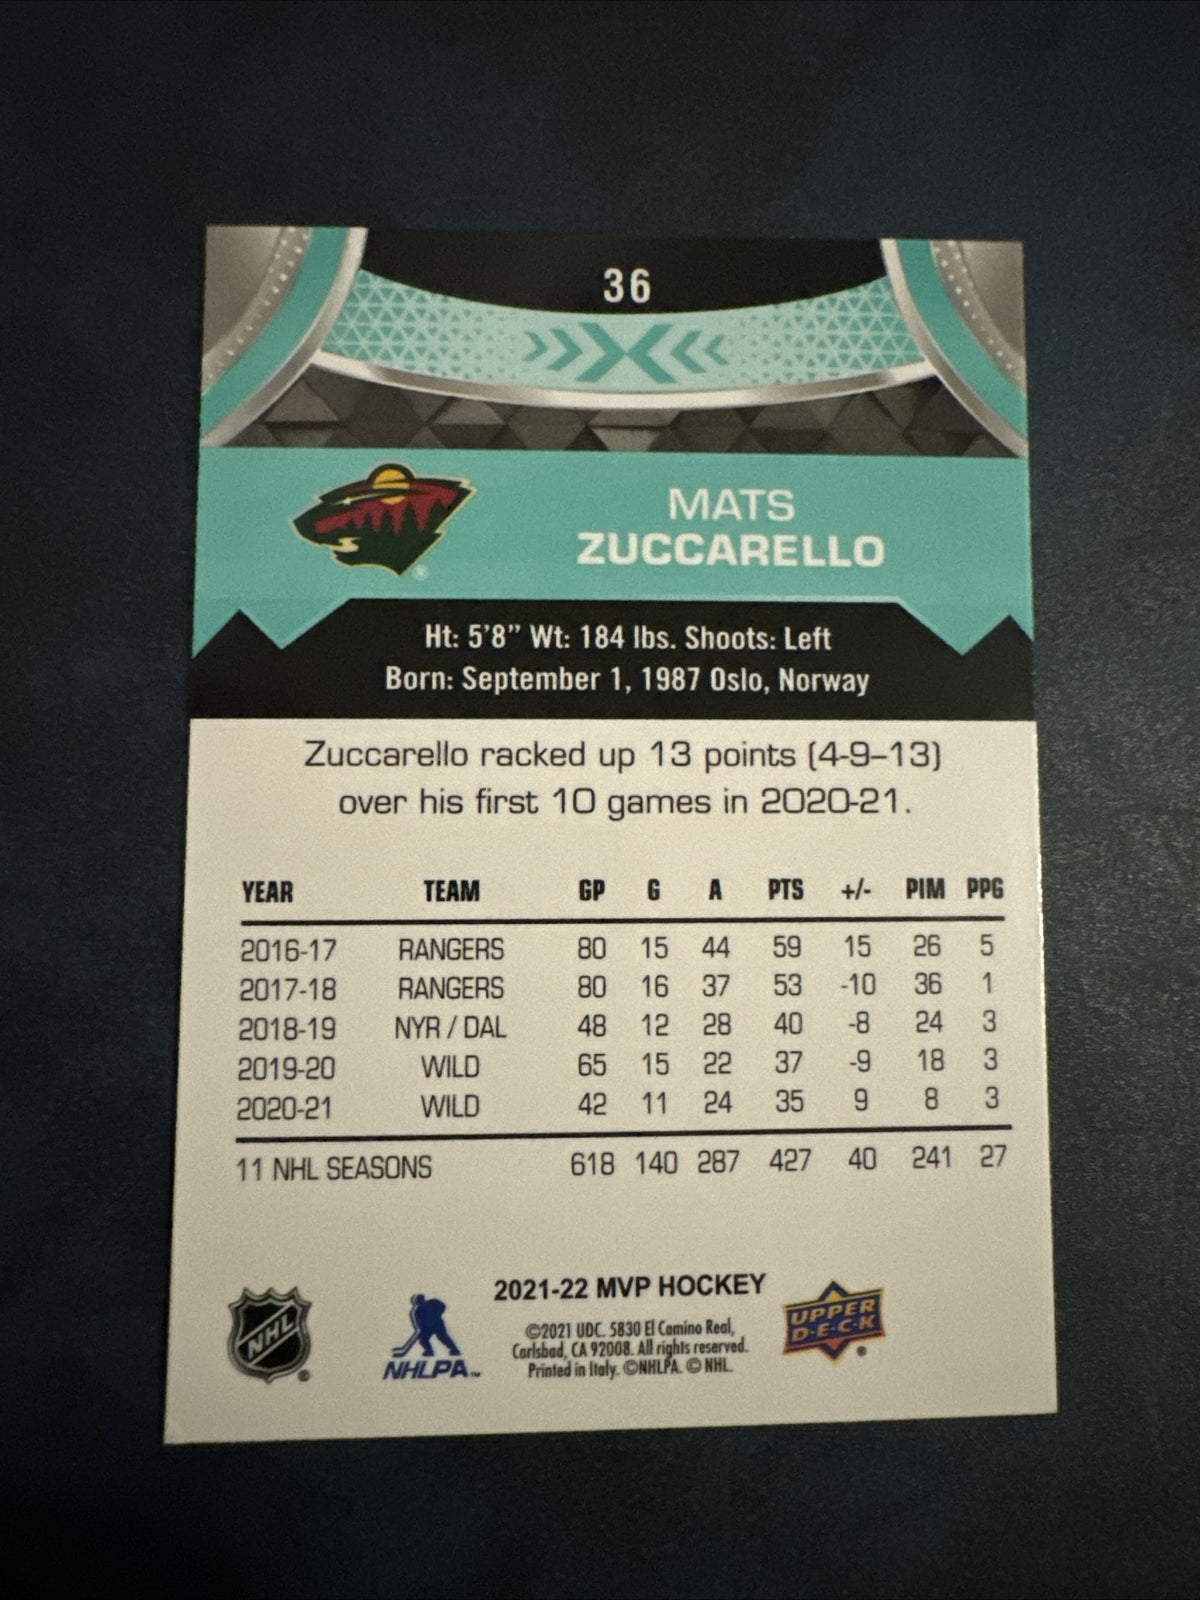 36
MATS
ZUCCARELLO
®
Ht: 5'8" Wt: 184 lbs. Shoots: Left
Born: September 1, 1987 Oslo, Norway
Zuccarello racked up 13 points (4-9–13)
over his first 10 games in 2020-21.
YEAR TEAM GP G A PTS +/- PIM PPG
2016-17 RANGERS 80 15 44 59 15 26 5
2017-18 RANGERS 80 16 37 53 -10 36 1
2018-19 NYR / DAL 48 12 28 40 -8 24 3
2019-20 WILD 65 15 22 37 -9 18 3
2020-21 WILD 42 11 24 35 9 8 3
11 NHL SEASONS 618 140 287 427 40 241 27
2021-22 MVP HOCKEY
©2021 UDC. 5830 El Camino Real,
Carlsbad, CA 92008. All rights reserved.
Printed in Italy. ©NHLPA. © NHL.
NHL ®
NHLPA™
UPPER
D·E·C·K ®